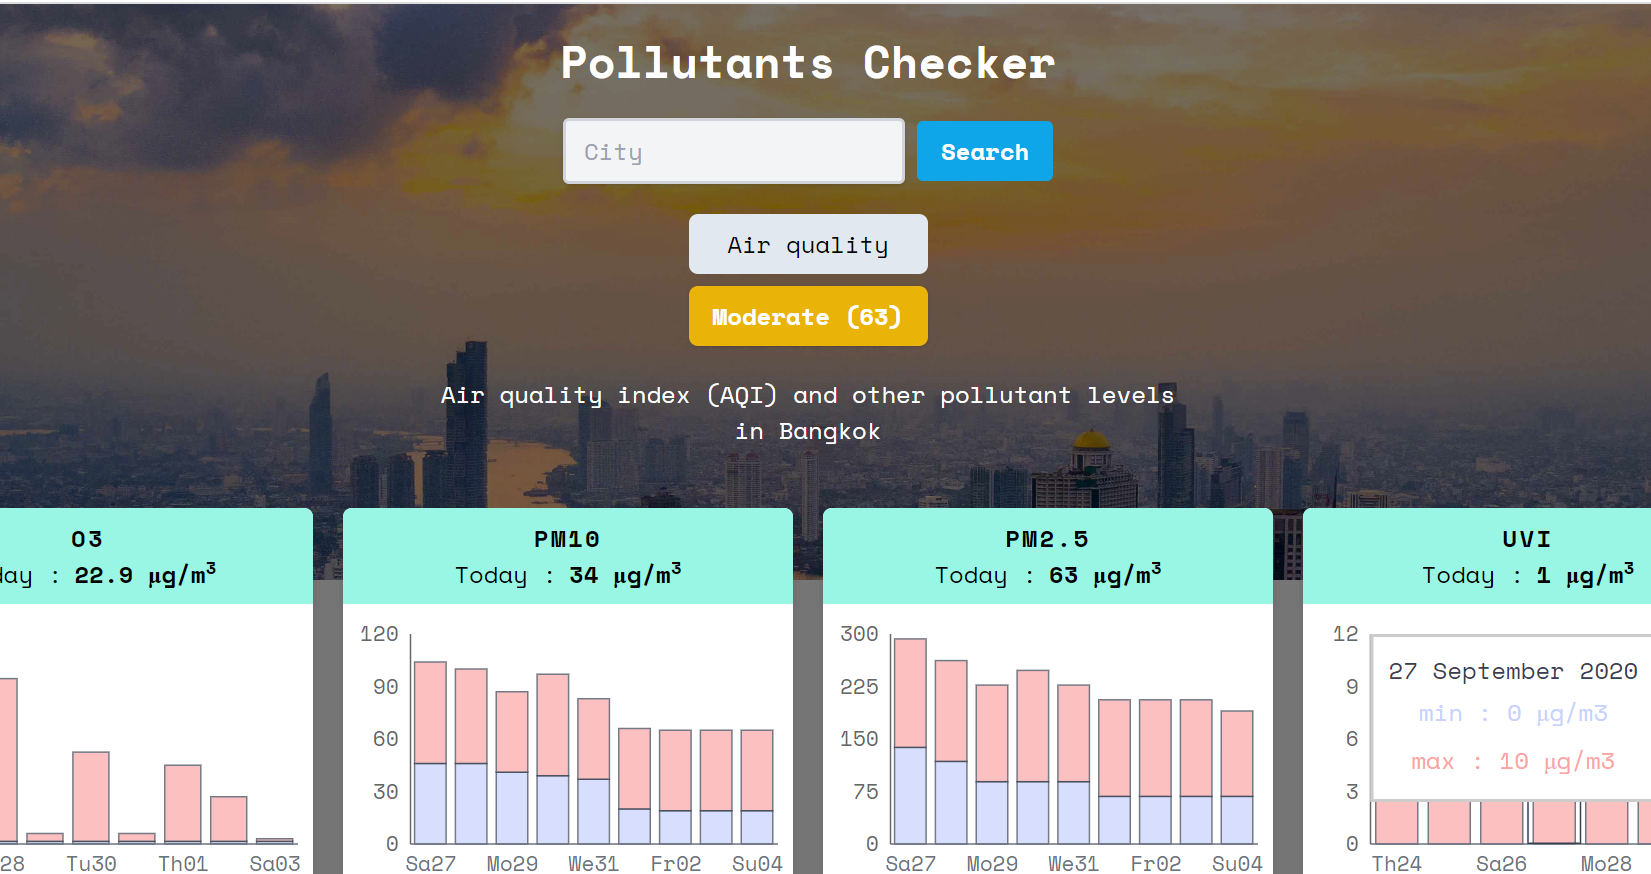 Pollutants Checker
City
Search
Air quality
Moderate (63)
Air quality index (AQI) and other pollutant levels
in Bangkok
O3
day : 22.9 µg/m³
28
Tu30
Th01
Sa03
PM10
Today : 34 µg/m³
120
90
60
30
0
Sa27
Mo29
We31
Fr02
Su04
PM2.5
Today : 63 µg/m³
300
225
150
75
0
Sa27
Mo29
We31
Fr02
Su04
UVI
Today : 1 µg/m³
12
9
6
3
0
27 September 2020
min : 0 µg/m3
max : 10 µg/m3
Th24
Sa26
Mo28